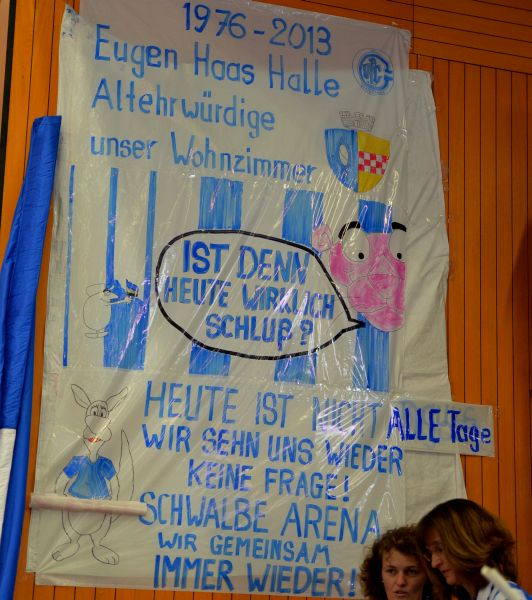 1976-2013
Eugen Haas Halle
Altehrwürdige
unser Wohnzimmer
IST DENN
HEUTE WIRKLICH
SCHLUß?
HEUTE IST NICHT ALLE Tage
WIR SEHN UNS WIEDER
KEINE FRAGE!
SCHWALBE ARENA
WIR GEMEINSAM
IMMER WIEDER!